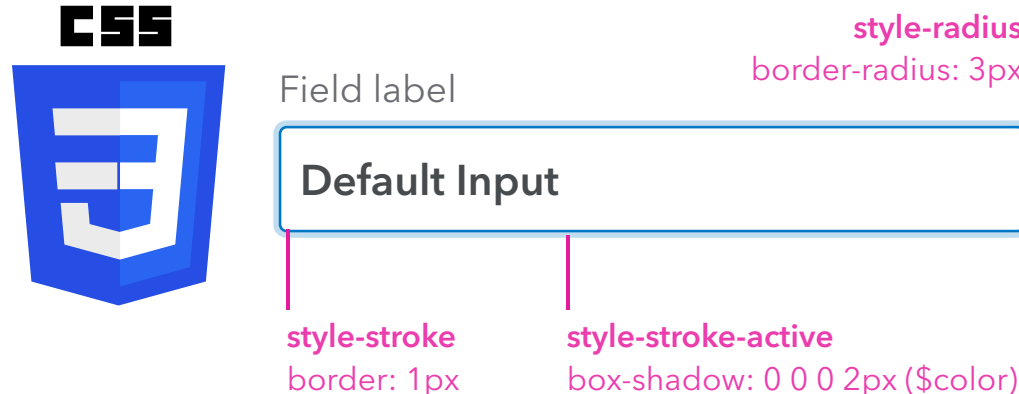 CSS
style-radius
border-radius: 3px
Field label
Default Input
style-stroke
border: 1px
style-stroke-active
box-shadow: 0 0 0 2px ($color)